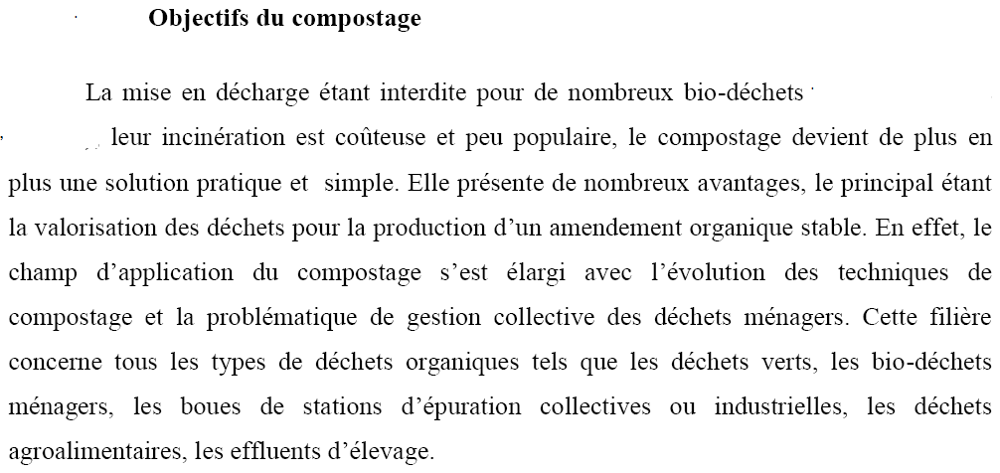 Objectifs du compostage
La mise en décharge étant interdite pour de nombreux bio-déchets
leur incinération est coûteuse et peu populaire, le compostage devient de plus en
plus une solution pratique et simple. Elle présente de nombreux avantages, le principal étant
la valorisation des déchets pour la production d’un amendement organique stable. En effet, le
champ d’application du compostage s’est élargi avec l’évolution des techniques de
compostage et la problématique de gestion collective des déchets ménagers. Cette filière
concerne tous les types de déchets organiques tels que les déchets verts, les bio-déchets
ménagers, les boues de stations d’épuration collectives ou industrielles, les déchets
agroalimentaires, les effluents d’élevage.